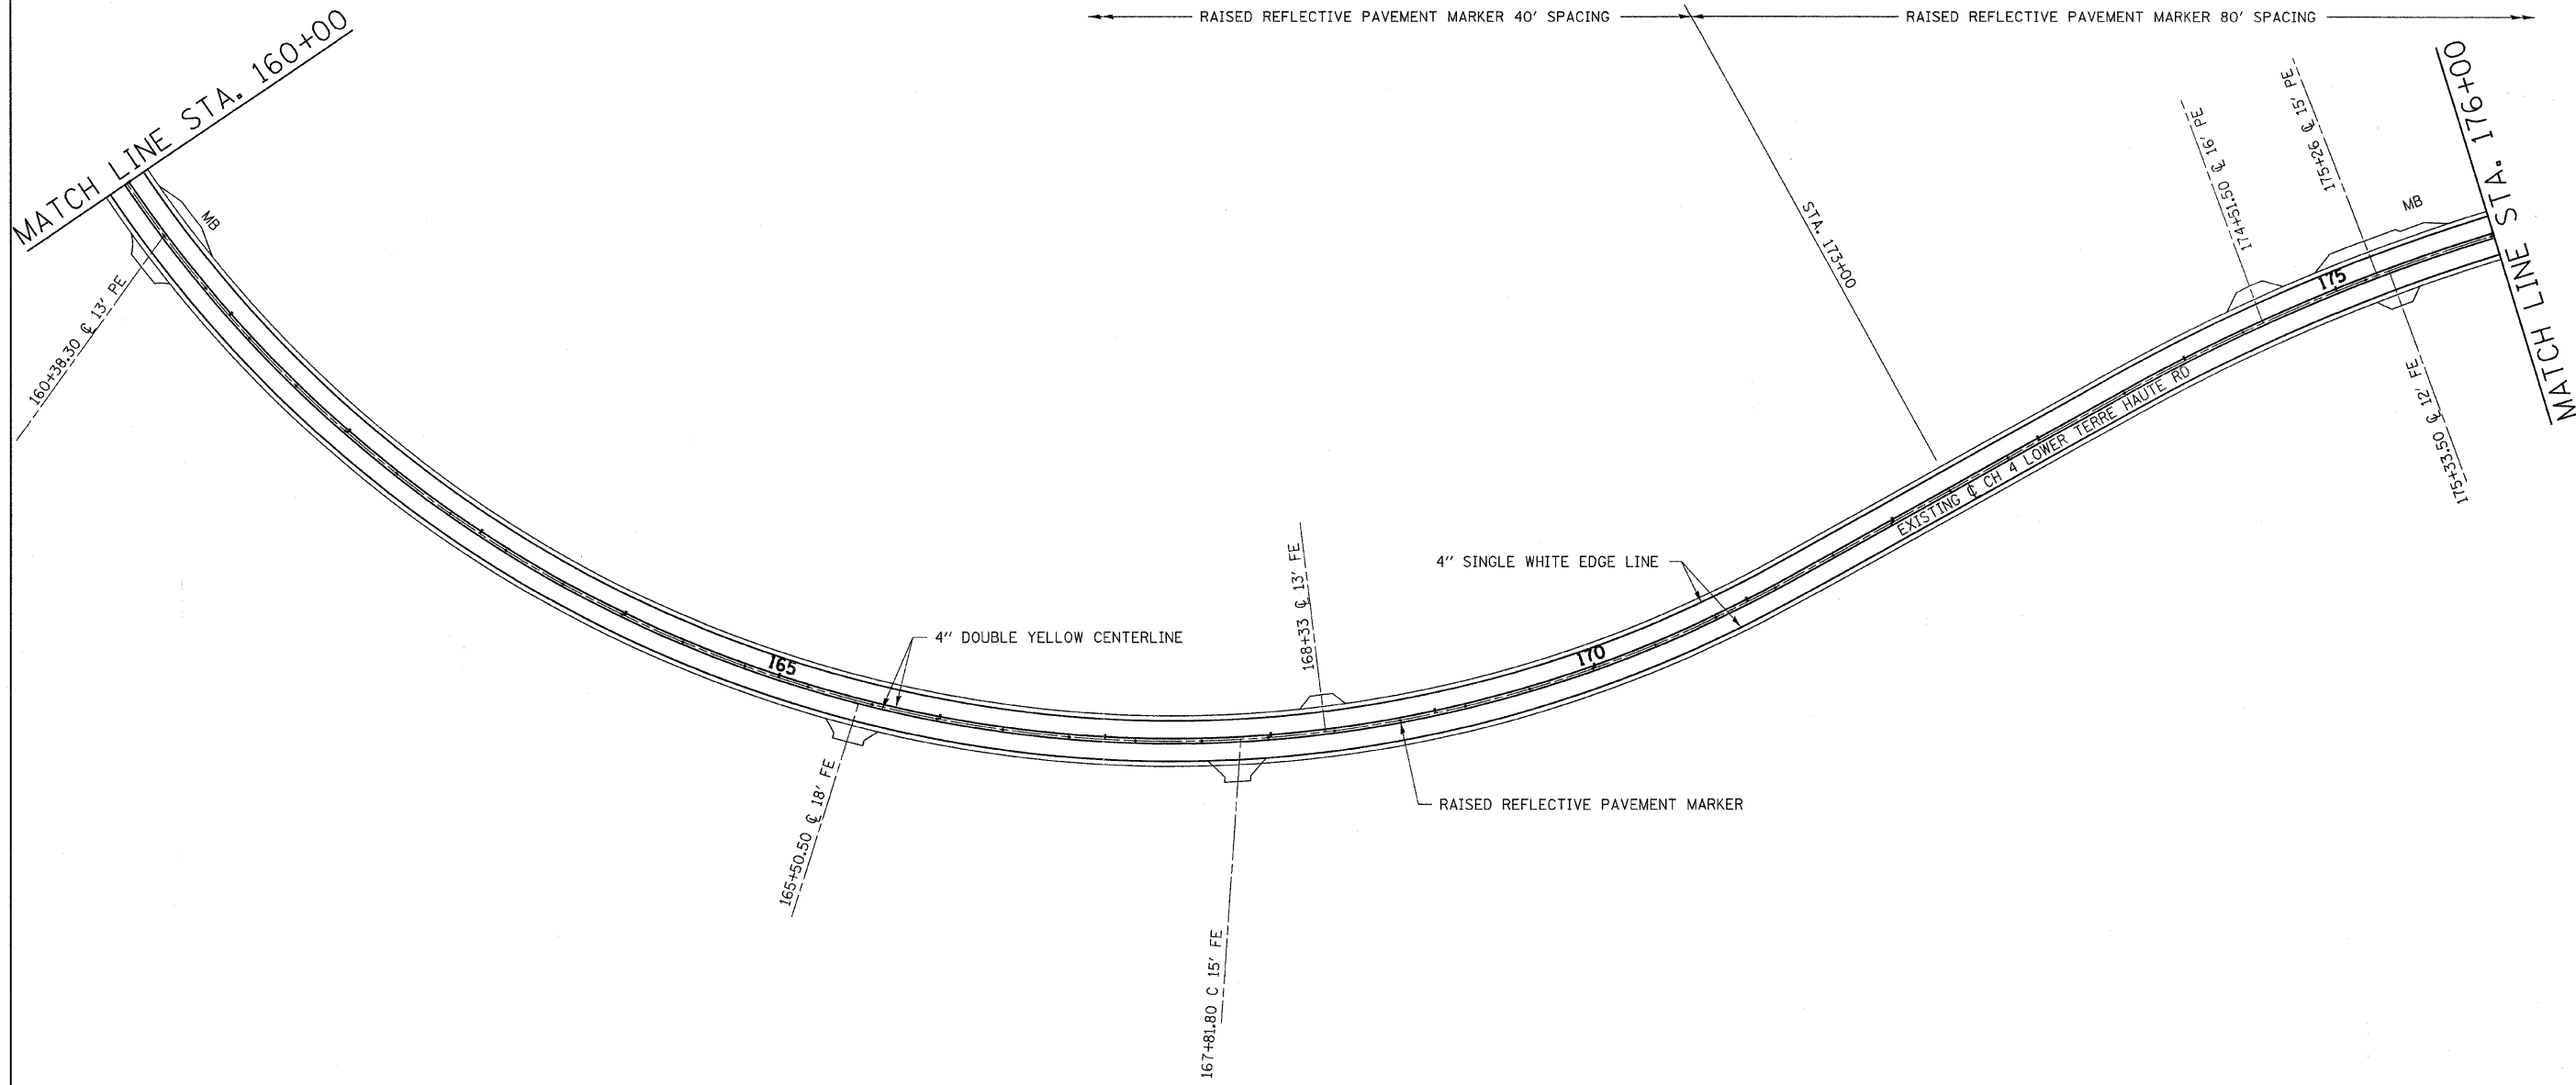 RAISED REFLECTIVE PAVEMENT MARKER 40' SPACING
RAISED REFLECTIVE PAVEMENT MARKER 80' SPACING
MATCH LINE STA. 160+00
MATCH LINE STA. 176+00
MB
160+38.30 ℄ 13' PE
STA. 173+00
174+51.50 ℄ 16' PE
175+26 ℄ 15' PE
MB
175
175+33.50 ℄ 12' FE
EXISTING ℄ CH 4 LOWER TERRE HAUTE RD
4" SINGLE WHITE EDGE LINE
168+33 ℄ 13' FE
4" DOUBLE YELLOW CENTERLINE
165
170
165+50.50 ℄ 18' FE
RAISED REFLECTIVE PAVEMENT MARKER
167+81.80 C 15' FE